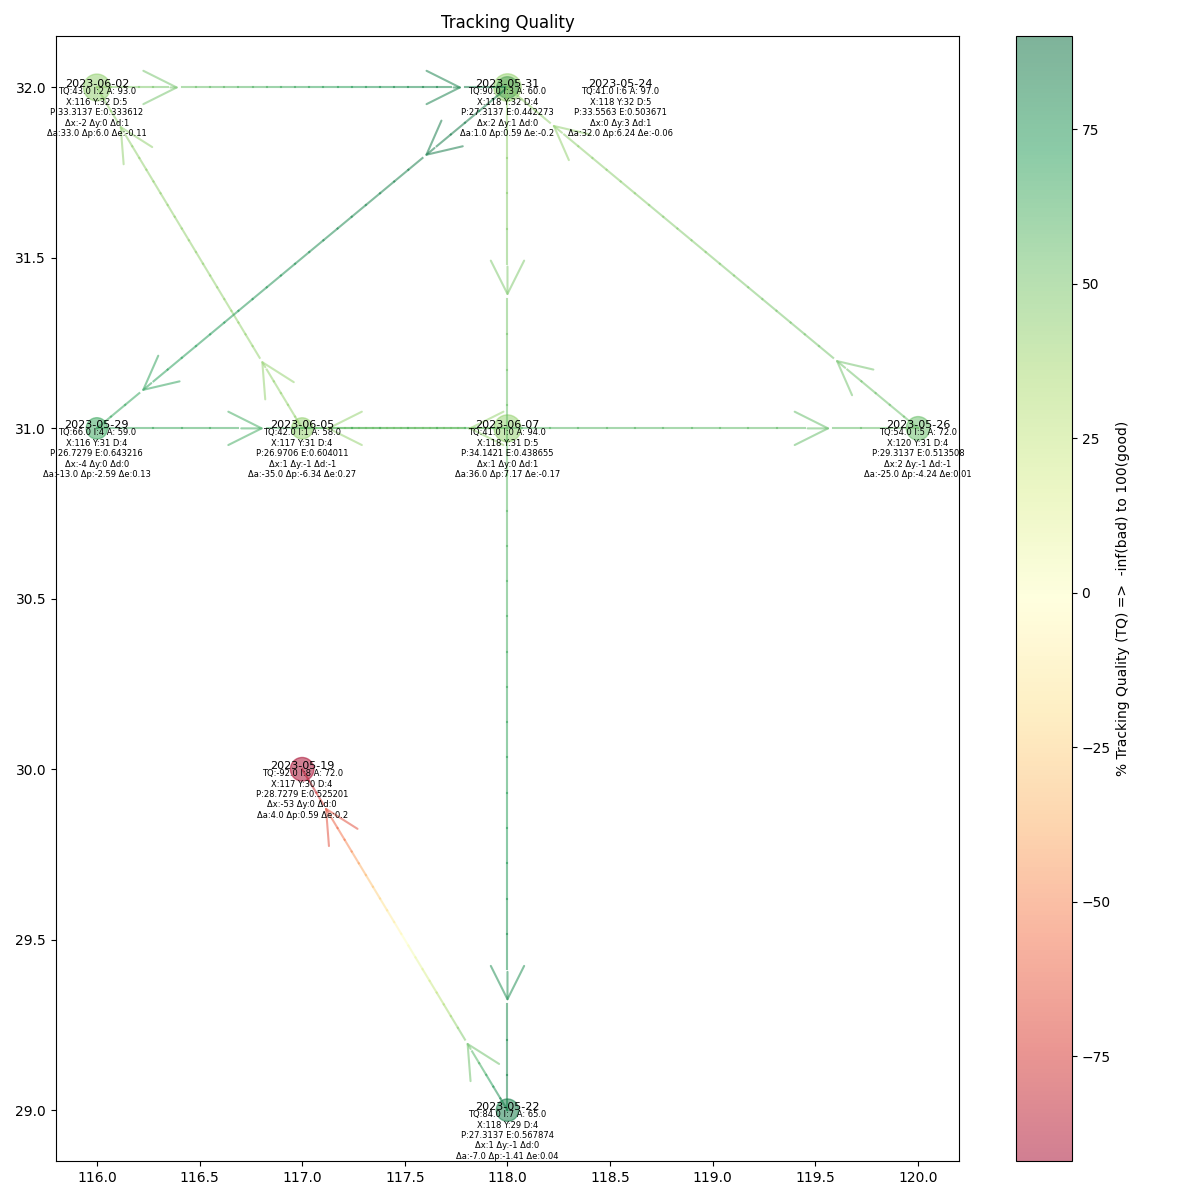 Tracking Quality
32.0
31.5
31.0
30.5
30.0
29.5
29.0
2023-06-02
TQ:43.0 I:2 A: 93.0
X:116 Y:32 D:5
P:33.3137 E:0.333612
Δx:-2 Δy:0 Δd:1
Δa:33.0 Δp:6.0 Δe:-0.11
2023-05-31
TQ:90.0 I:3 A: 60.0
X:118 Y:32 D:4
P:27.3137 E:0.442273
Δx:2 Δy:1 Δd:0
Δa:1.0 Δp:0.59 Δe:-0.2
2023-05-24
TQ:41.0 I:6 A: 97.0
X:118 Y:32 D:5
P:33.5563 E:0.503671
Δx:0 Δy:3 Δd:1
Δa:32.0 Δp:6.24 Δe:-0.06
2023-05-29
TQ:66.0 I:4 A: 59.0
X:116 Y:31 D:4
P:26.7279 E:0.643216
Δx:-4 Δy:0 Δd:0
Δa:-13.0 Δp:-2.59 Δe:0.13
2023-06-05
TQ:42.0 I:1 A: 58.0
X:117 Y:31 D:4
P:26.9706 E:0.604011
Δx:1 Δy:-1 Δd:-1
Δa:-35.0 Δp:-6.34 Δe:0.27
2023-06-07
TQ:41.0 I:0 A: 94.0
X:118 Y:31 D:5
P:34.1421 E:0.438655
Δx:1 Δy:0 Δd:1
Δa:36.0 Δp:7.17 Δe:-0.17
2023-05-26
TQ:54.0 I:5 A: 72.0
X:120 Y:31 D:4
P:29.3137 E:0.513508
Δx:2 Δy:-1 Δd:-1
Δa:-25.0 Δp:-4.24 Δe:0.01
2023-05-19
TQ:-92.0 I:8 A: 72.0
X:117 Y:30 D:4
P:28.7279 E:0.525201
Δx:-53 Δy:0 Δd:0
Δa:4.0 Δp:0.59 Δe:0.2
2023-05-22
TQ:84.0 I:7 A: 65.0
X:118 Y:29 D:4
P:27.3137 E:0.567874
Δx:1 Δy:-1 Δd:0
Δa:-7.0 Δp:-1.41 Δe:0.04
116.0 116.5 117.0 117.5 118.0 118.5 119.0 119.5 120.0
75
50
25
0
−25
−50
−75
% Tracking Quality (TQ) => -inf(bad) to 100(good)